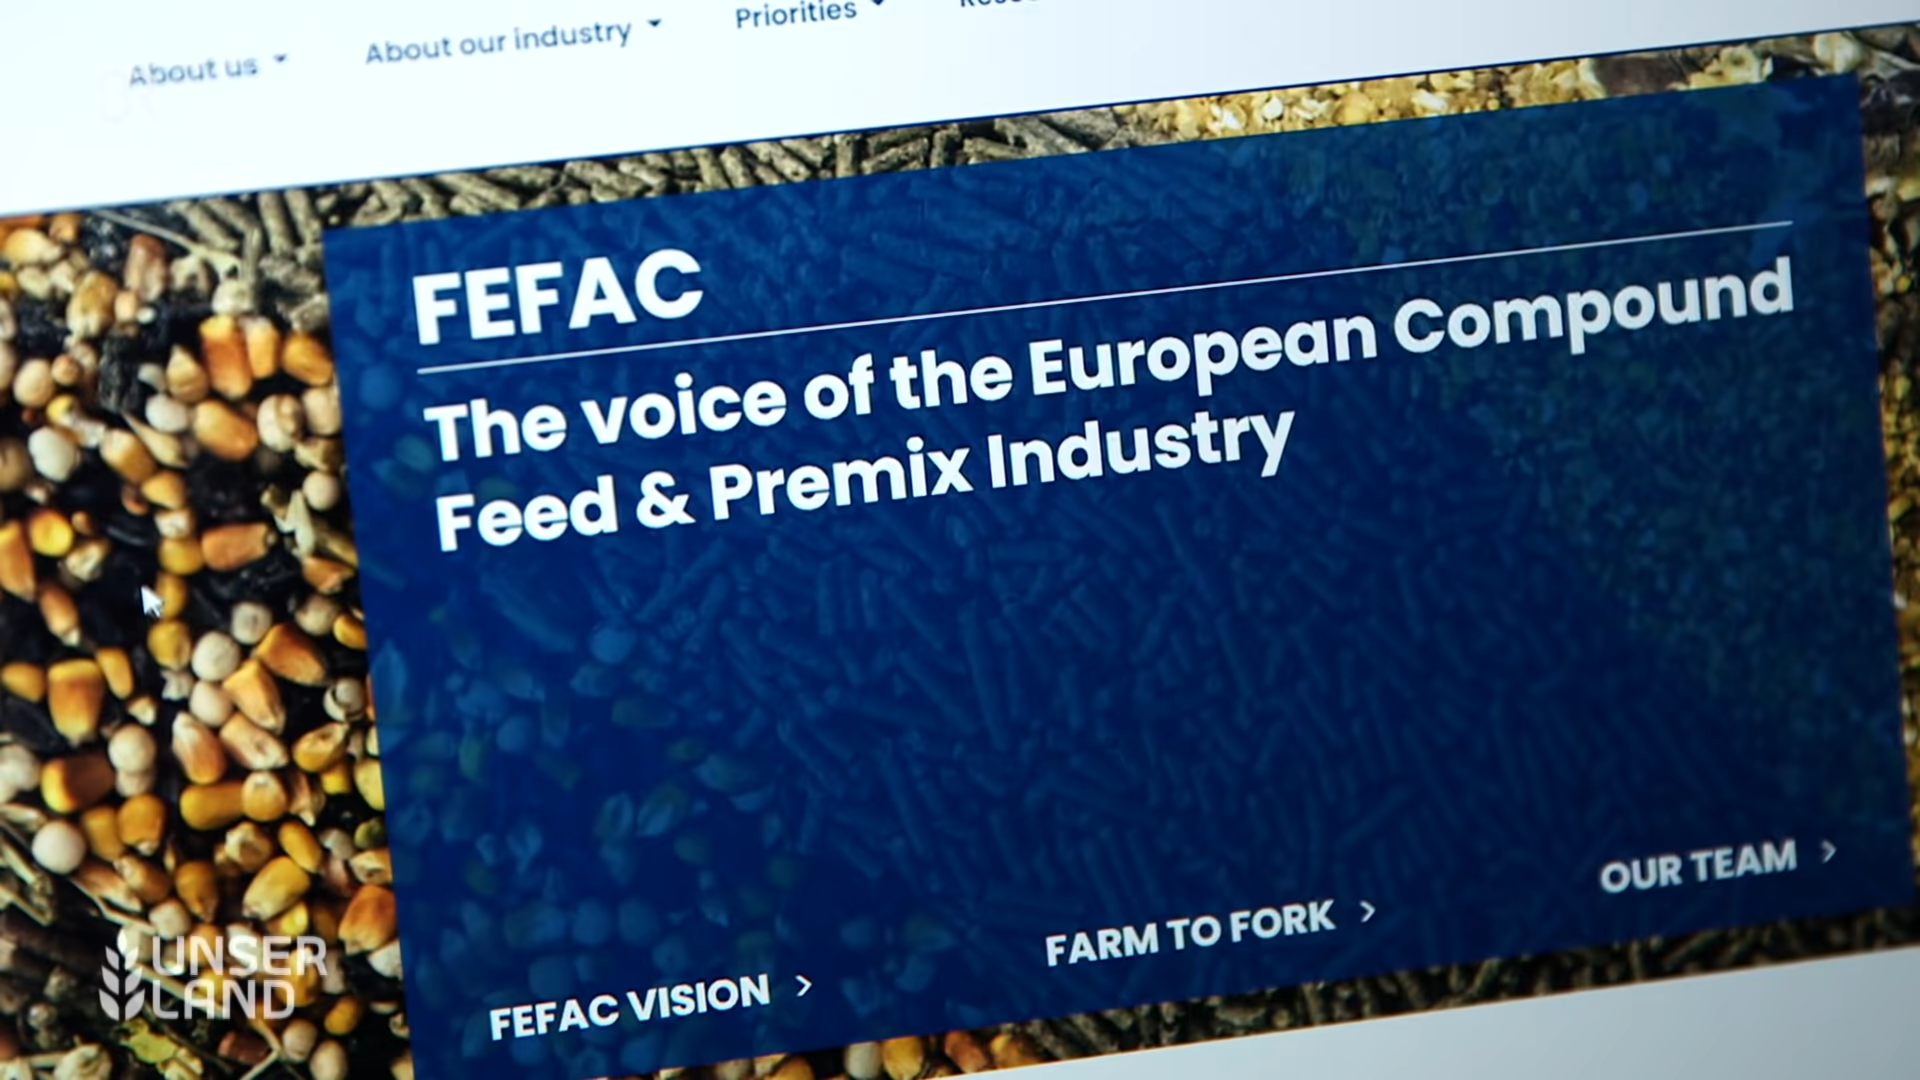 About us
About our industry
Priorities
FEFAC
The voice of the European Compound
Feed & Premix Industry
FEFAC VISION
FARM TO FORK
OUR TEAM
UNSER
LAND